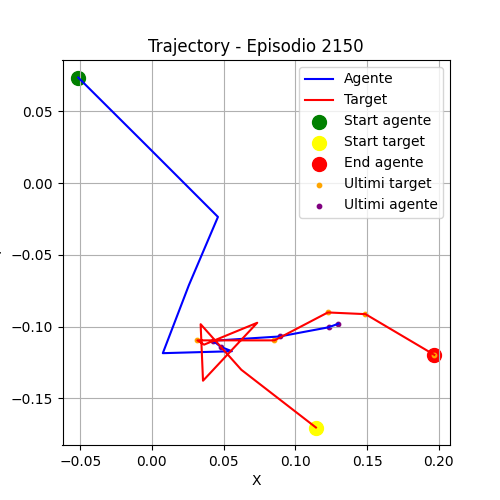 Trajectory - Episodio 2150
Agente
Target
Start agente
Start target
End agente
Ultimi target
Ultimi agente
0.05
0.00
−0.05
−0.10
−0.15
−0.05
0.00
0.05
0.10
0.15
0.20
X